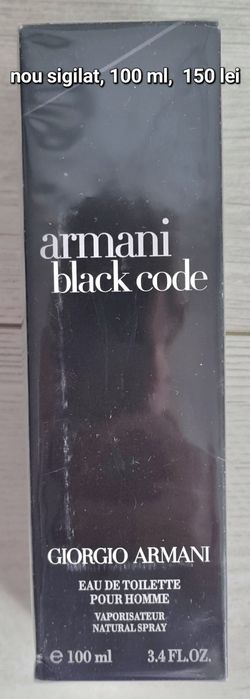 nou sigilat, 100 ml,  150 lei
armani
black code
GIORGIO ARMANI
EAU DE TOILETTE
POUR HOMME
VAPORISATEUR
NATURAL SPRAY
e 100 ml 3.4 FL.OZ.